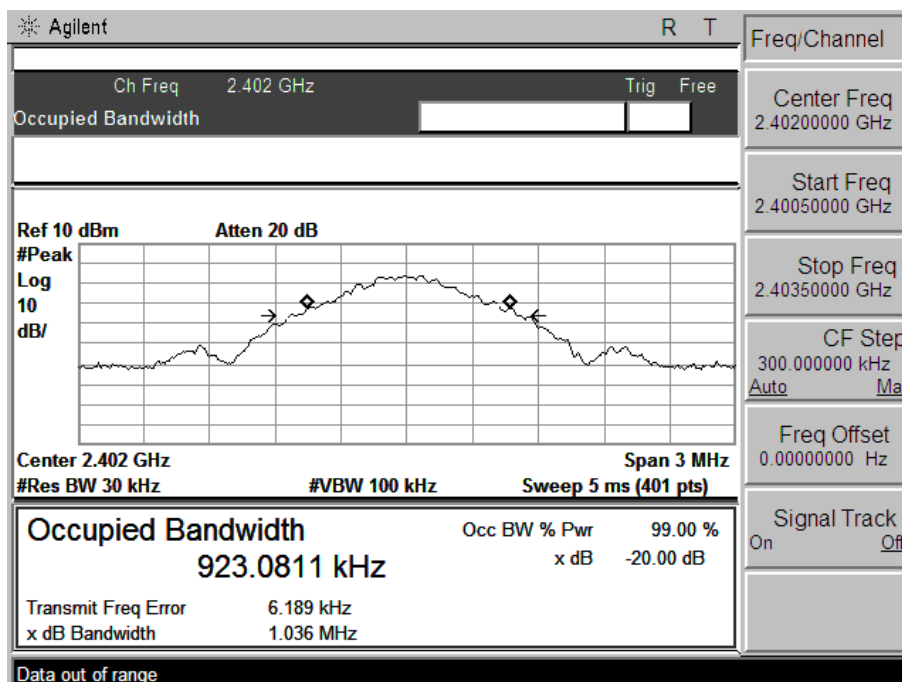 Agilent
R T
Freq/Channel
Ch Freq 2.402 GHz
Trig Free
Occupied Bandwidth
Center Freq
2.40200000 GHz
Start Freq
2.40050000 GHz
Stop Freq
2.40350000 GHz
CF Step
300.000000 kHz
Auto Ma
Freq Offset
0.00000000 Hz
Signal Track
On Off
Ref 10 dBm
Atten 20 dB
#Peak
Log
10
dB/
Center 2.402 GHz
Span 3 MHz
#Res BW 30 kHz
#VBW 100 kHz
Sweep 5 ms (401 pts)
Occupied Bandwidth
923.0811 kHz
Occ BW % Pwr 99.00 %
x dB -20.00 dB
Transmit Freq Error 6.189 kHz
x dB Bandwidth 1.036 MHz
Data out of range